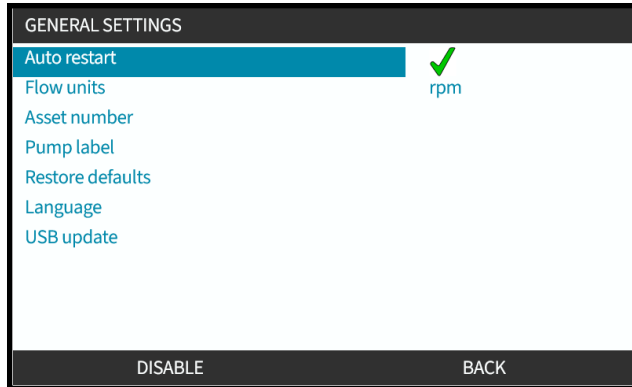 GENERAL SETTINGS
Auto restart
Flow units rpm
Asset number
Pump label
Restore defaults
Language
USB update
DISABLE BACK